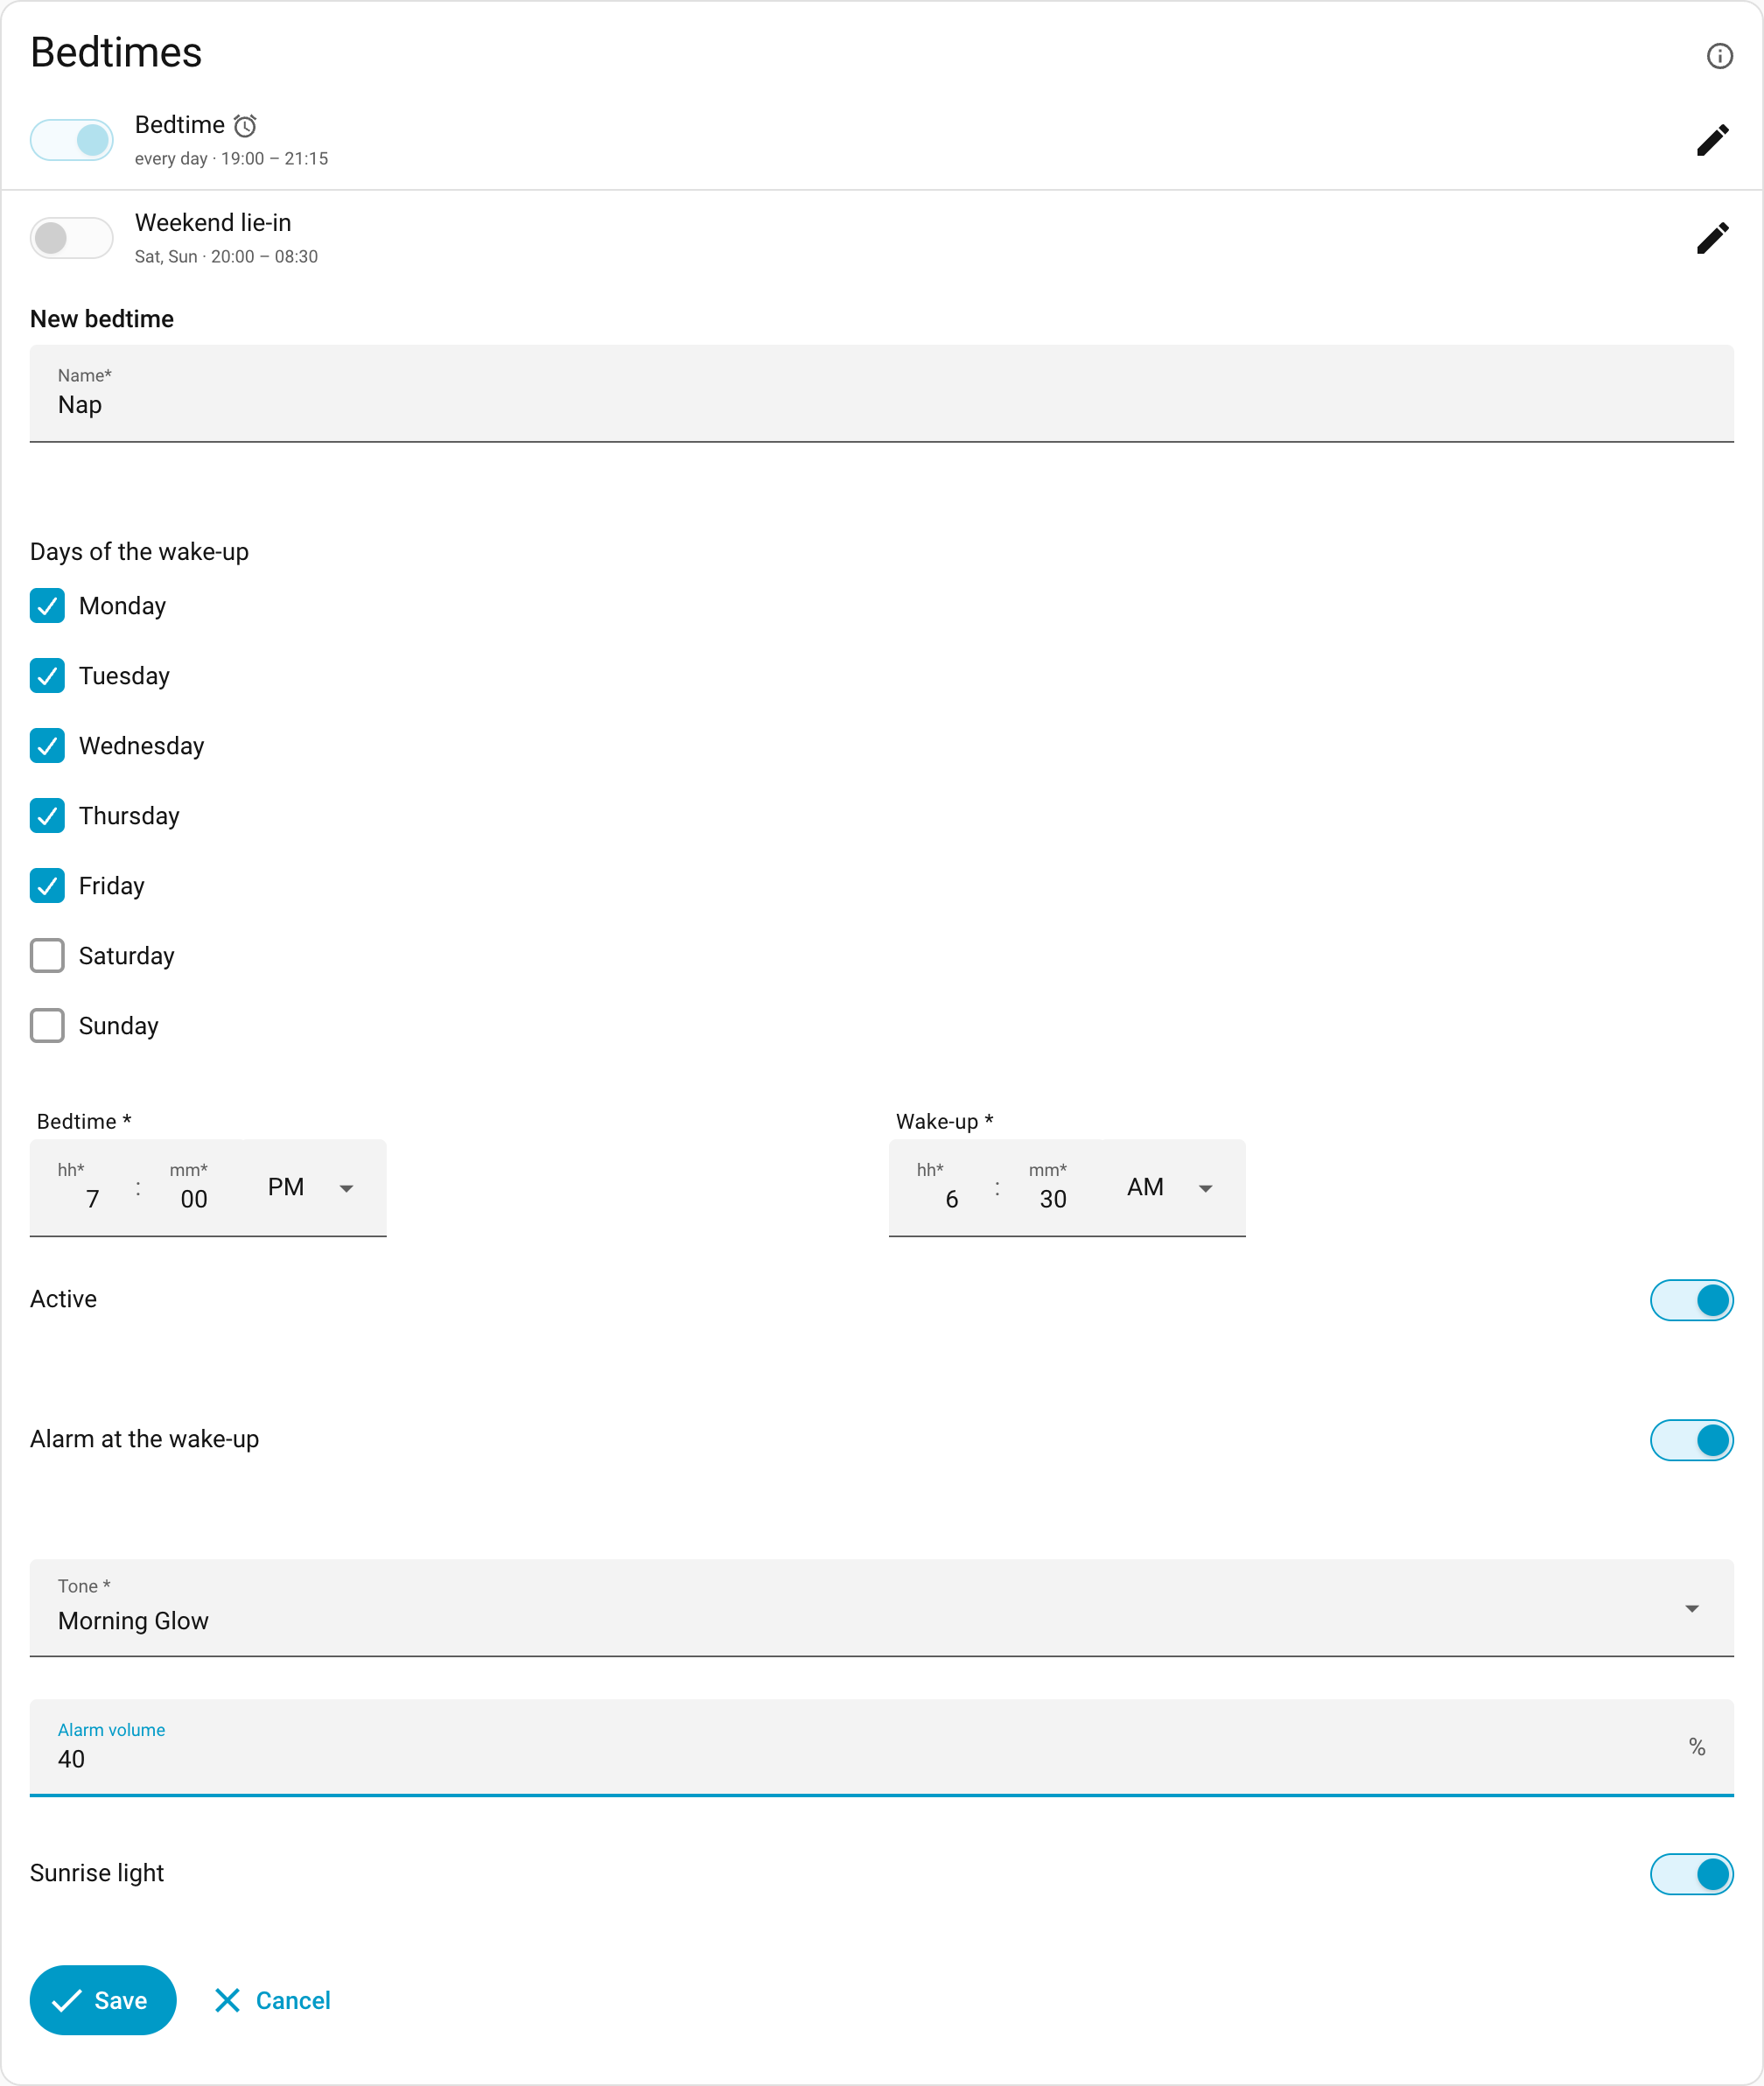 Bedtimes
Bedtime
every day · 19:00 – 21:15
Weekend lie-in
Sat, Sun · 20:00 – 08:30
New bedtime
Name*
Nap
Days of the wake-up
Monday
Tuesday
Wednesday
Thursday
Friday
Saturday
Sunday
Bedtime *
hh* mm*
7 : 00 PM
Wake-up *
hh* mm*
6 : 30 AM
Active
Alarm at the wake-up
Tone *
Morning Glow
Alarm volume
40 %
Sunrise light
Save Cancel